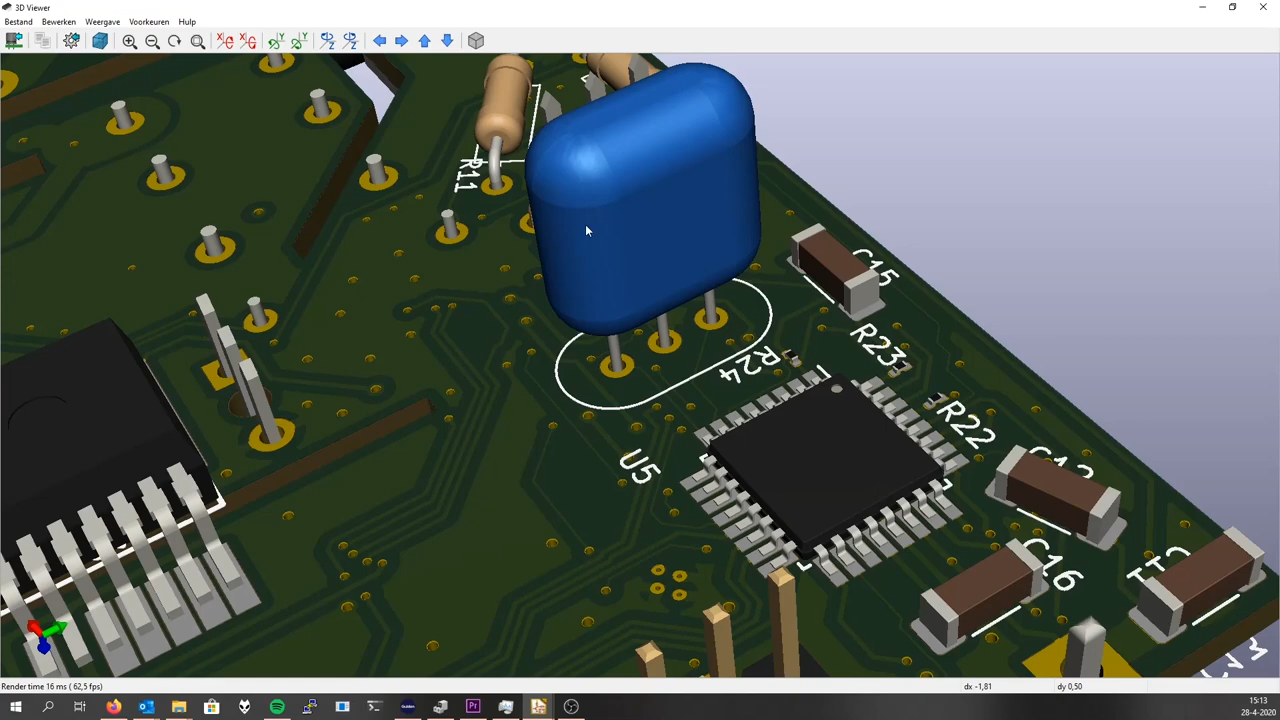 3D Viewer
Bestand Bewerken Weergave Voorkeuren Hulp
R11
C15
R23
R24
R22
U5
C16
Render time 16 ms ( 62,5 fps)
dx -1,81
dy 0,50
15:13
28-4-2020